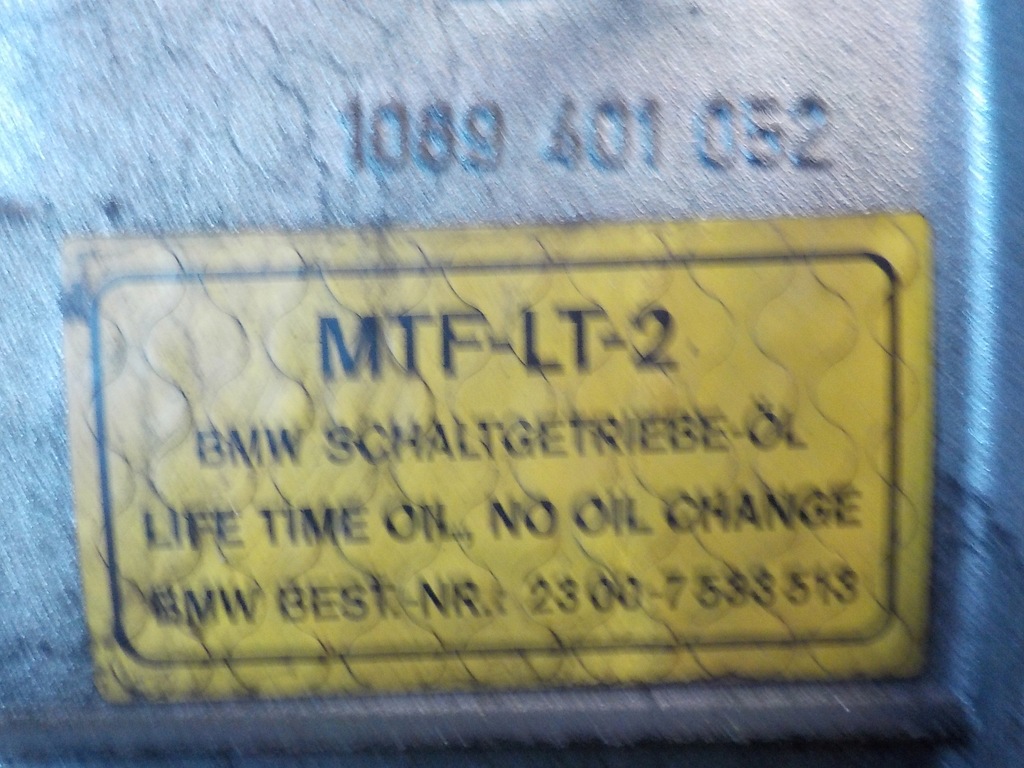 1069 401 052
MTF-LT-2
BMW SCHALTGETRIEBE-ÖL
LIFE TIME OIL, NO OIL CHANGE
BMW BEST.-NR.: 23 00-7 533 513